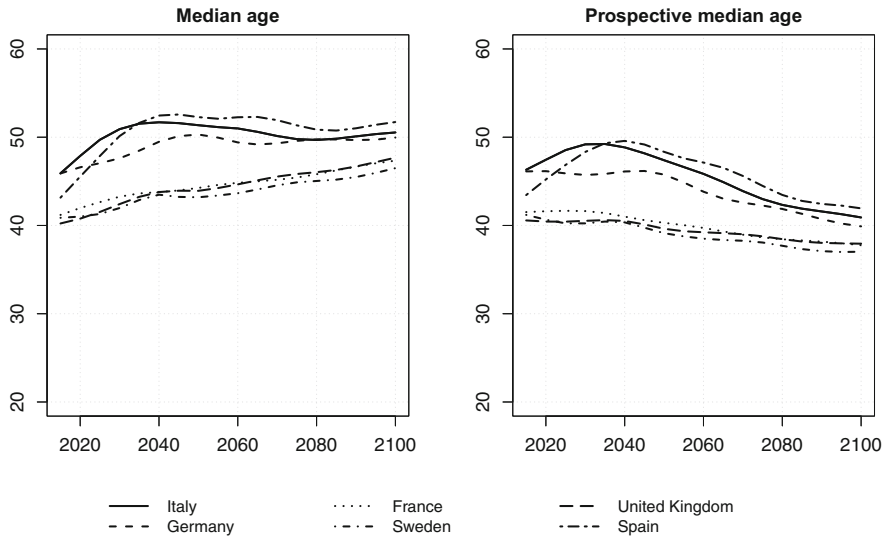 Median age
60
50
40
30
20
2020 2040 2060 2080 2100
Prospective median age
60
50
40
30
20
2020 2040 2060 2080 2100
Italy
Germany
France
Sweden
United Kingdom
Spain